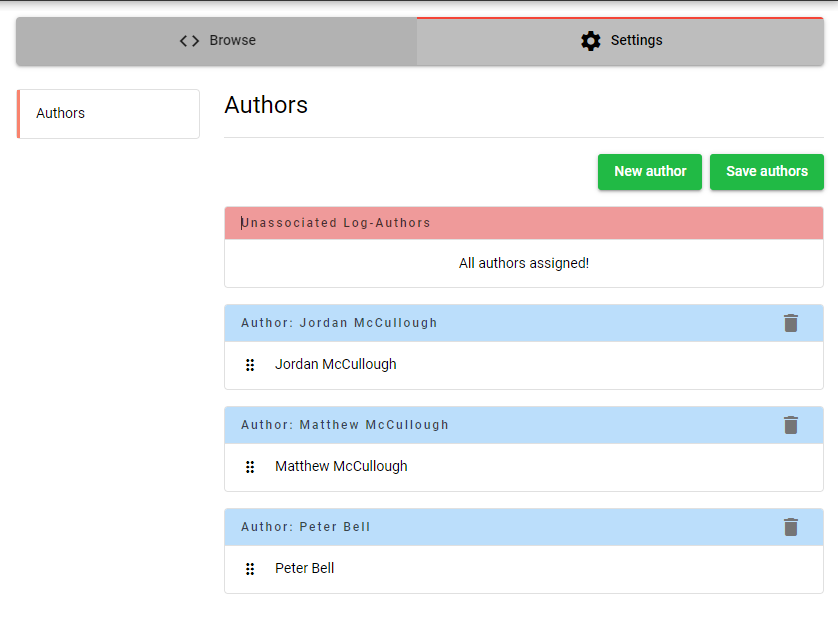 Browse
Settings
Authors
Authors
New author
Save authors
Unassociated Log-Authors
All authors assigned!
Author: Jordan McCullough
Jordan McCullough
Author: Matthew McCullough
Matthew McCullough
Author: Peter Bell
Peter Bell